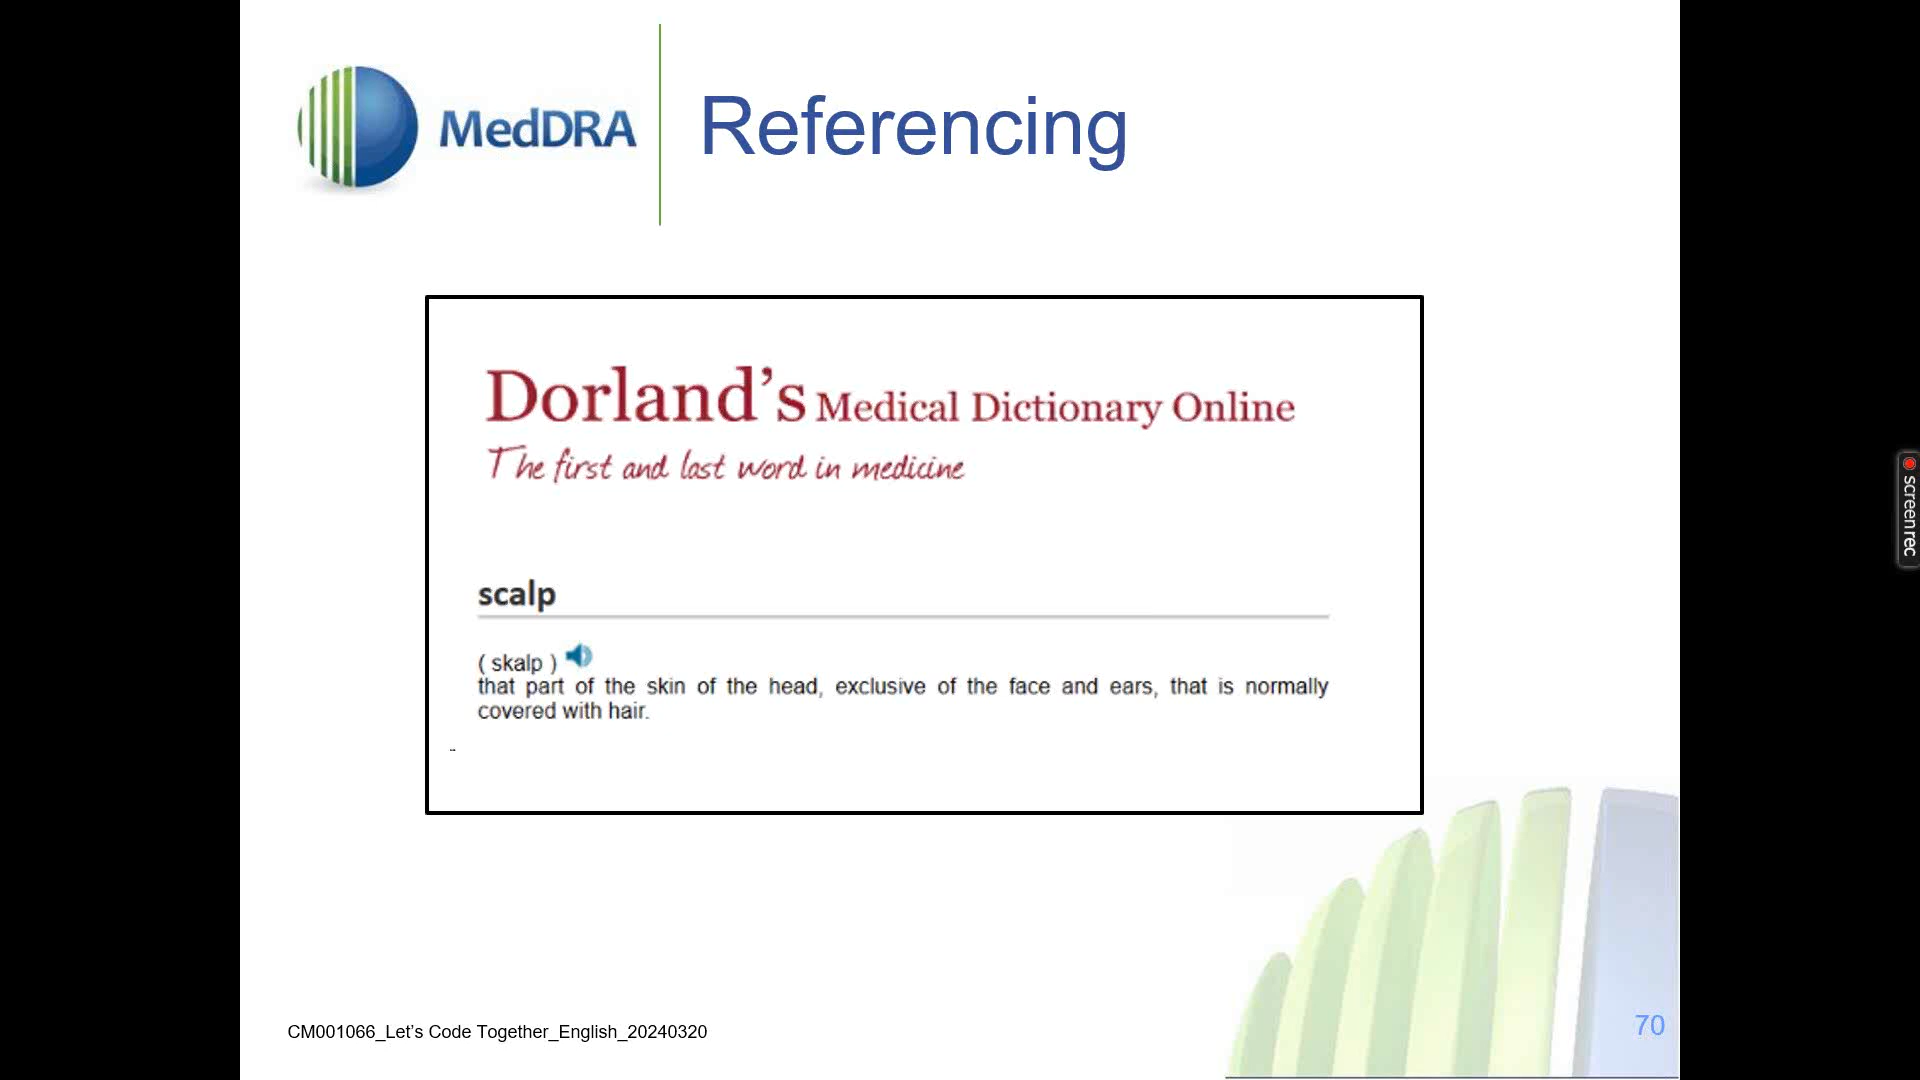 MedDRA
Referencing
Dorland's Medical Dictionary Online
The first and last word in medicine
scalp
( skalp )
that part of the skin of the head, exclusive of the face and ears, that is normally
covered with hair.
screenrec
CM001066_Let’s Code Together_English_20240320
70